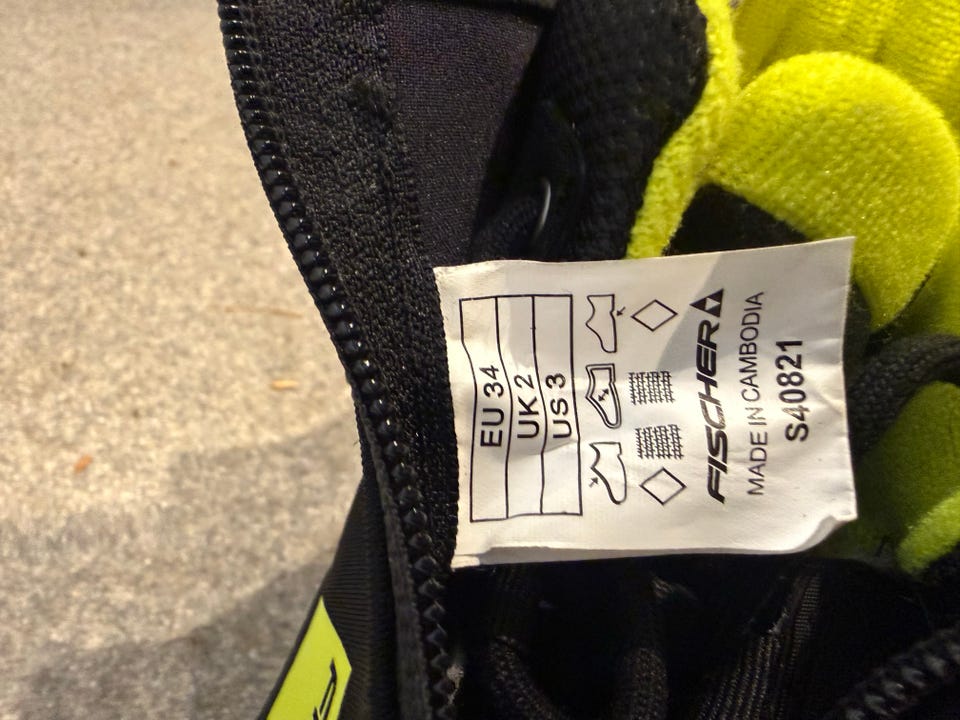 EU 34
UK 2
US 3
FISCHER
MADE IN CAMBODIA
S40821